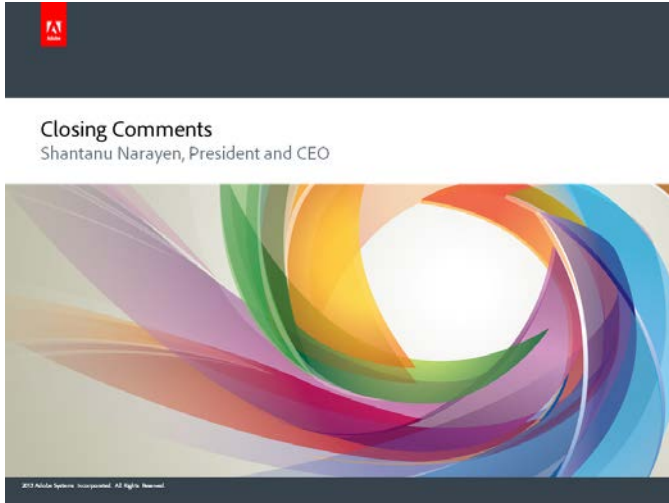 Adobe
Closing Comments
Shantanu Narayen, President and CEO
2013 Adobe Systems Incorporated. All Rights Reserved.